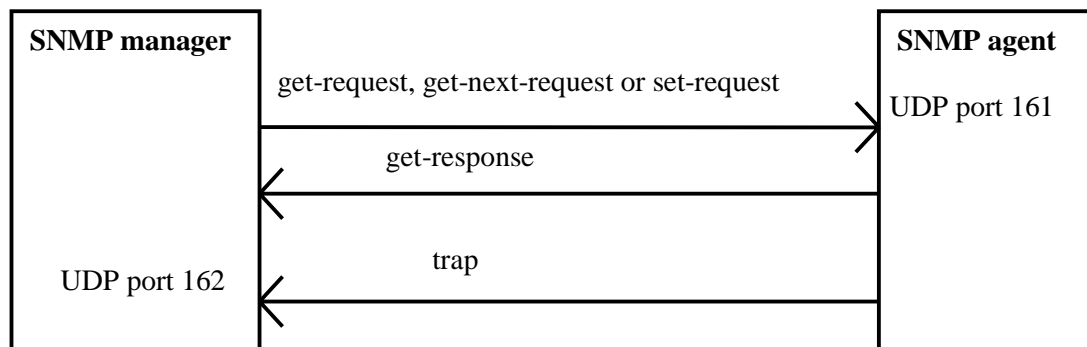 SNMP manager
SNMP agent
get-request, get-next-request or set-request
UDP port 161
get-response
trap
UDP port 162